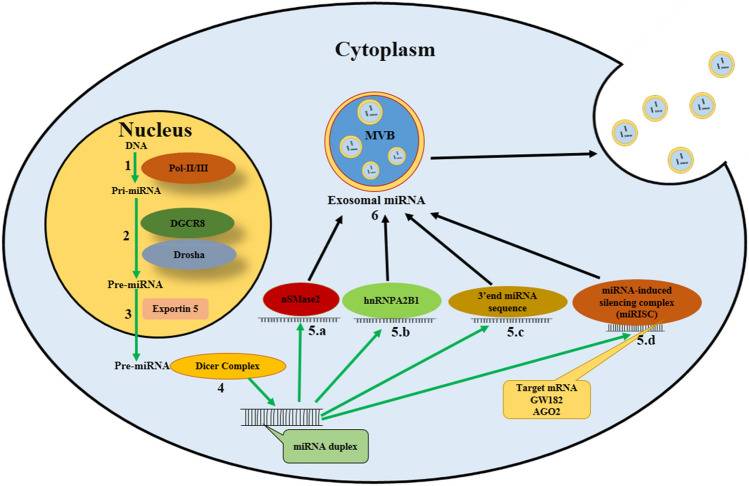 Cytoplasm
Nucleus
DNA
1
Pol-II/III
Pri-miRNA
2
DGCR8
Drosha
Pre-miRNA
3
Exportin 5
Pre-miRNA
Dicer Complex
4
miRNA duplex
MVB
Exosomal miRNA
6
nSMase2
5.a
hnRNPA2B1
5.b
3'end miRNA
sequence
5.c
miRNA-induced
silencing complex
(miRISC)
5.d
Target mRNA
GW182
AGO2